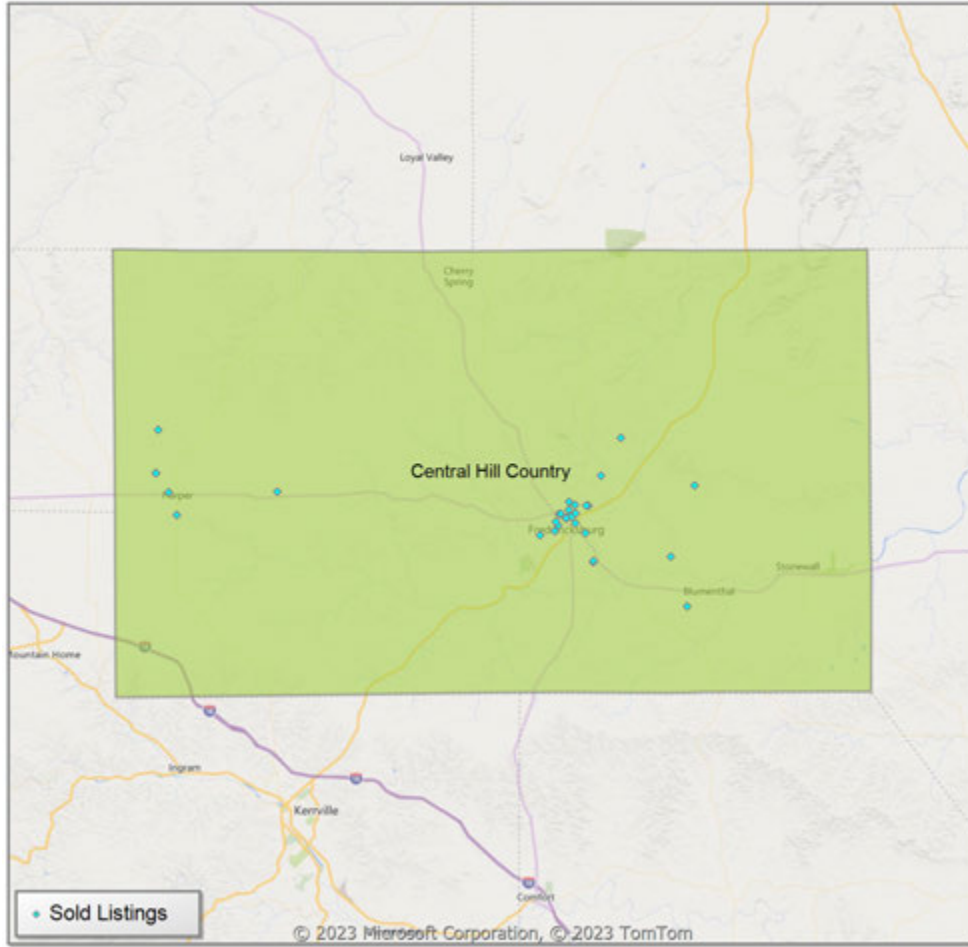 Loyal Valley
Cherry
Spring
Central Hill Country
Harper
Fredericksburg
Stonewall
Blumenthal
Mountain Home
Ingram
Kerrville
Comfort
Sold Listings
© 2023 Microsoft Corporation, © 2023 TomTom